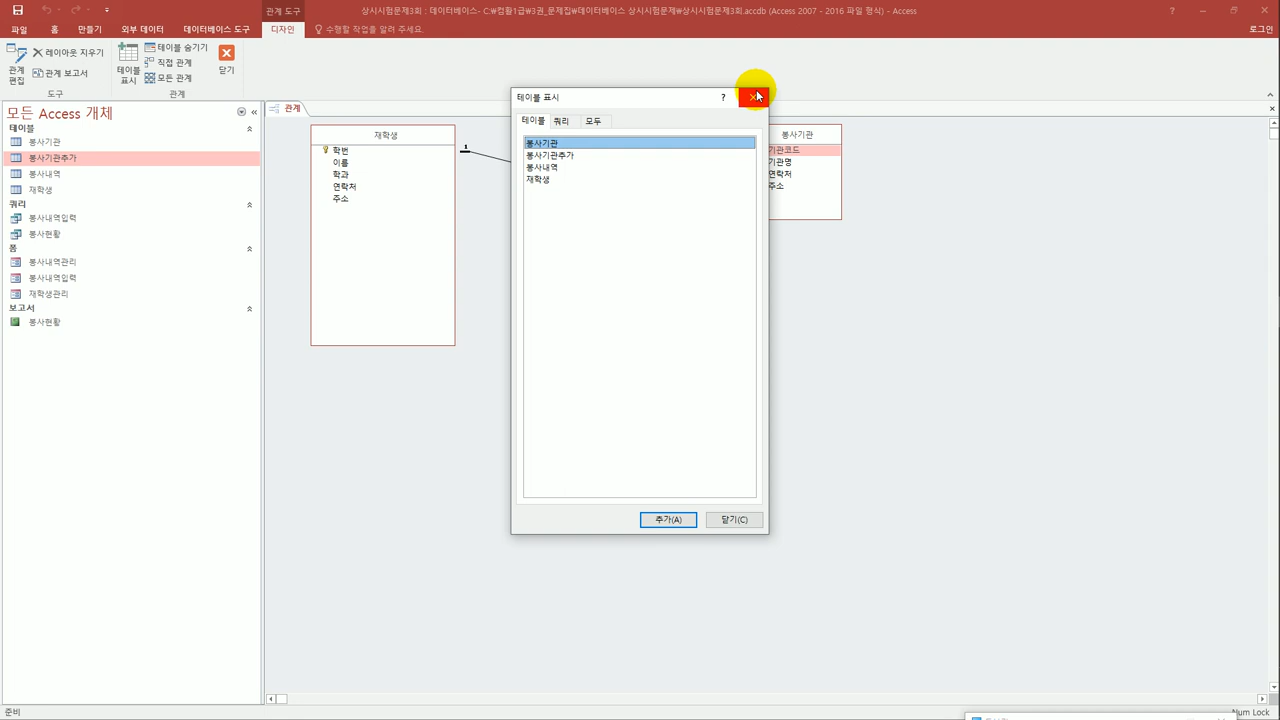 관계 도구
상시시험문제3회 : 데이터베이스- C:₩컴활1급₩3권_문제집₩데이터베이스 상시시험문제₩상시시험문제3회.accdb (Access 2007 - 2016 파일 형식) - Access
?
파일 홈 만들기 외부 데이터 데이터베이스 도구 디자인 수행할 작업을 알려 주세요.
로그인
관계 편집
레이아웃 지우기
관계 보고서
도구
테이블 표시
테이블 숨기기
직접 관계
모든 관계
닫기
관계
모든 Access 개체
테이블
봉사기관
봉사기관추가
봉사내역
재학생
쿼리
봉사내역입력
봉사현황
폼
봉사내역관리
봉사내역입력
재학생관리
보고서
봉사현황
관계
재학생
학번
이름
학과
연락처
주소
1
테이블 표시 ?
테이블 쿼리 모두
봉사기관
봉사기관추가
봉사내역
재학생
추가(A) 닫기(C)
봉사기관
기관코드
기관명
연락처
주소
준비
Num Lock